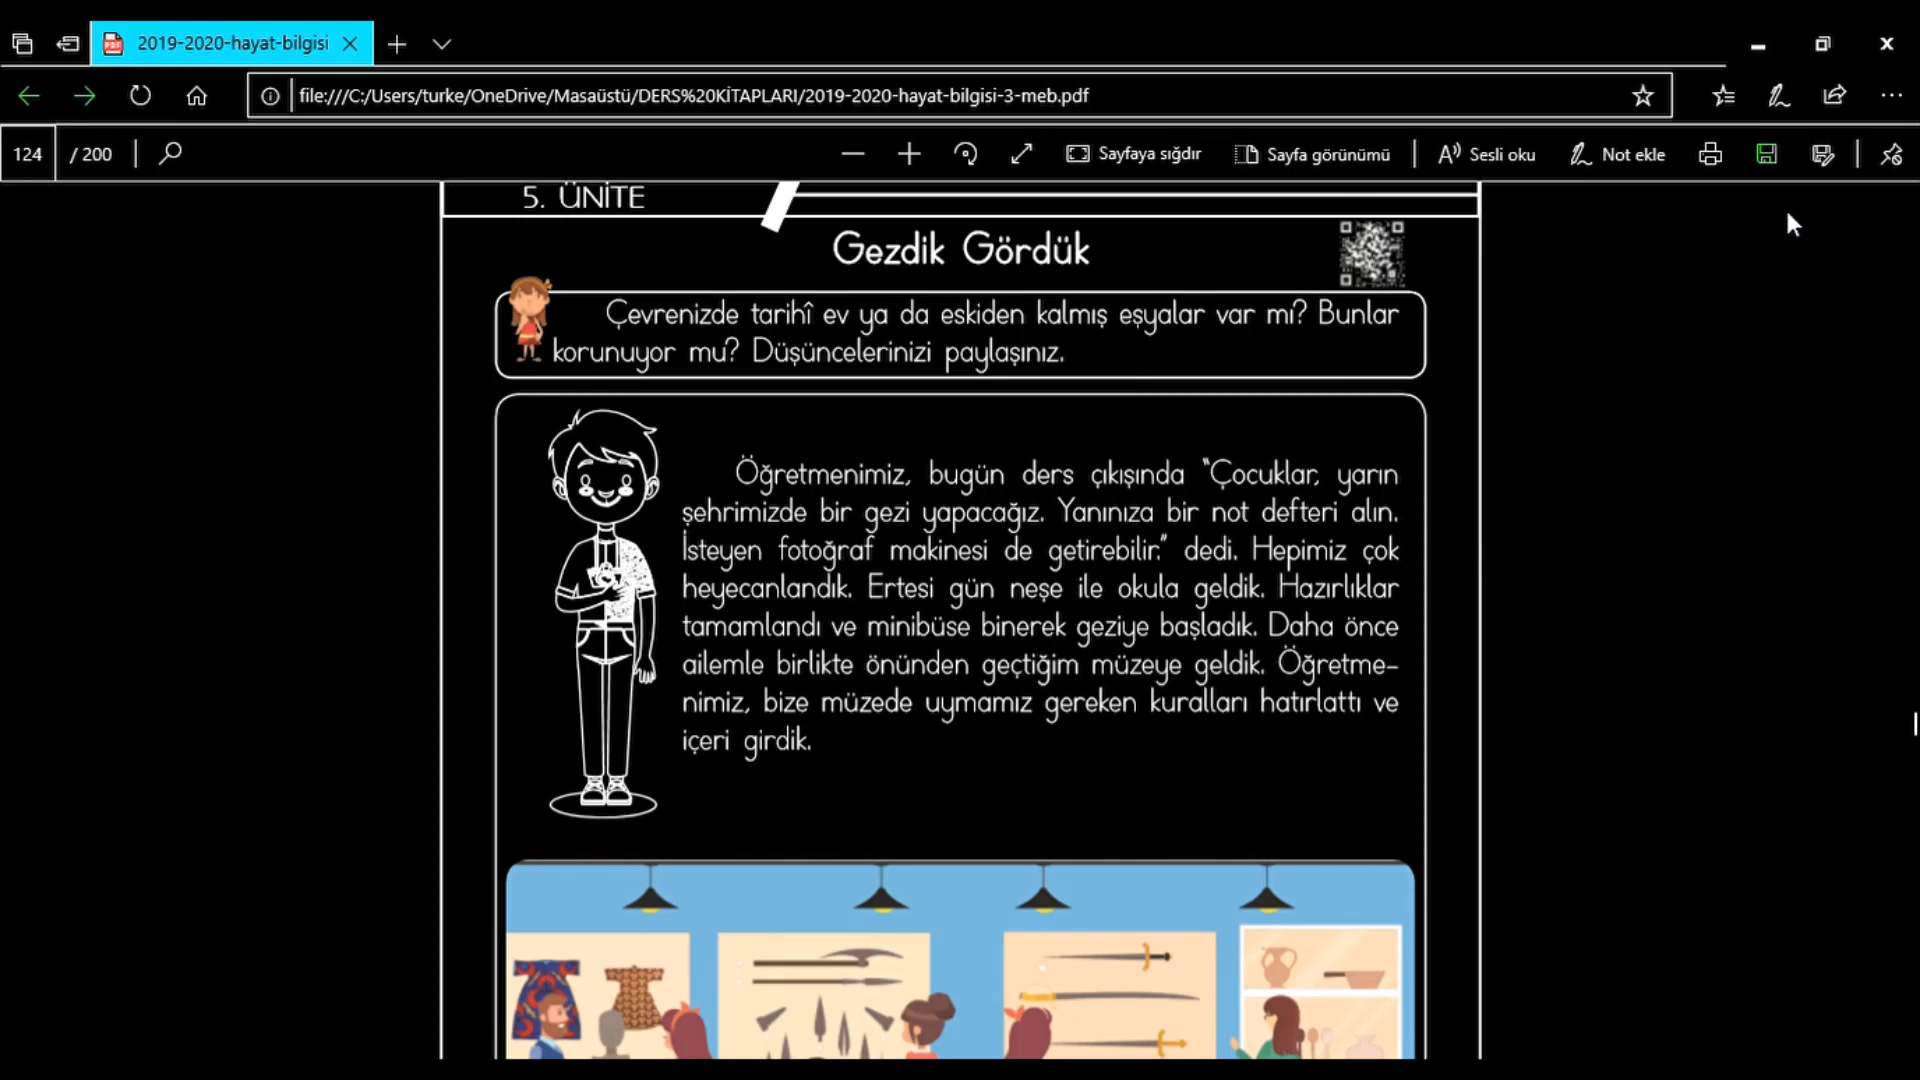 2019-2020-hayat-bilgisi
file:///C:/Users/turke/OneDrive/Masaüstü/DERS%20KİTAPLARI/2019-2020-hayat-bilgisi-3-meb.pdf
124 / 200 Sayfaya sığdır Sayfa görünümü Sesli oku Not ekle
5. ÜNİTE
Gezdik Gördük
Çevrenizde tarihî ev ya da eskiden kalmış eşyalar var mı? Bunlar
korunuyor mu? Düşüncelerinizi paylaşınız.
Öğretmenimiz, bugün ders çıkışında "Çocuklar, yarın
şehrimizde bir gezi yapacağız. Yanınıza bir not defteri alın.
İsteyen fotoğraf makinesi de getirebilir." dedi. Hepimiz çok
heyecanlandık. Ertesi gün neşe ile okula geldik. Hazırlıklar
tamamlandı ve minibüse binerek geziye başladık. Daha önce
ailemle birlikte önünden geçtiğim müzeye geldik. Öğretme-
nimiz, bize müzede uymamız gereken kuralları hatırlattı ve
içeri girdik.